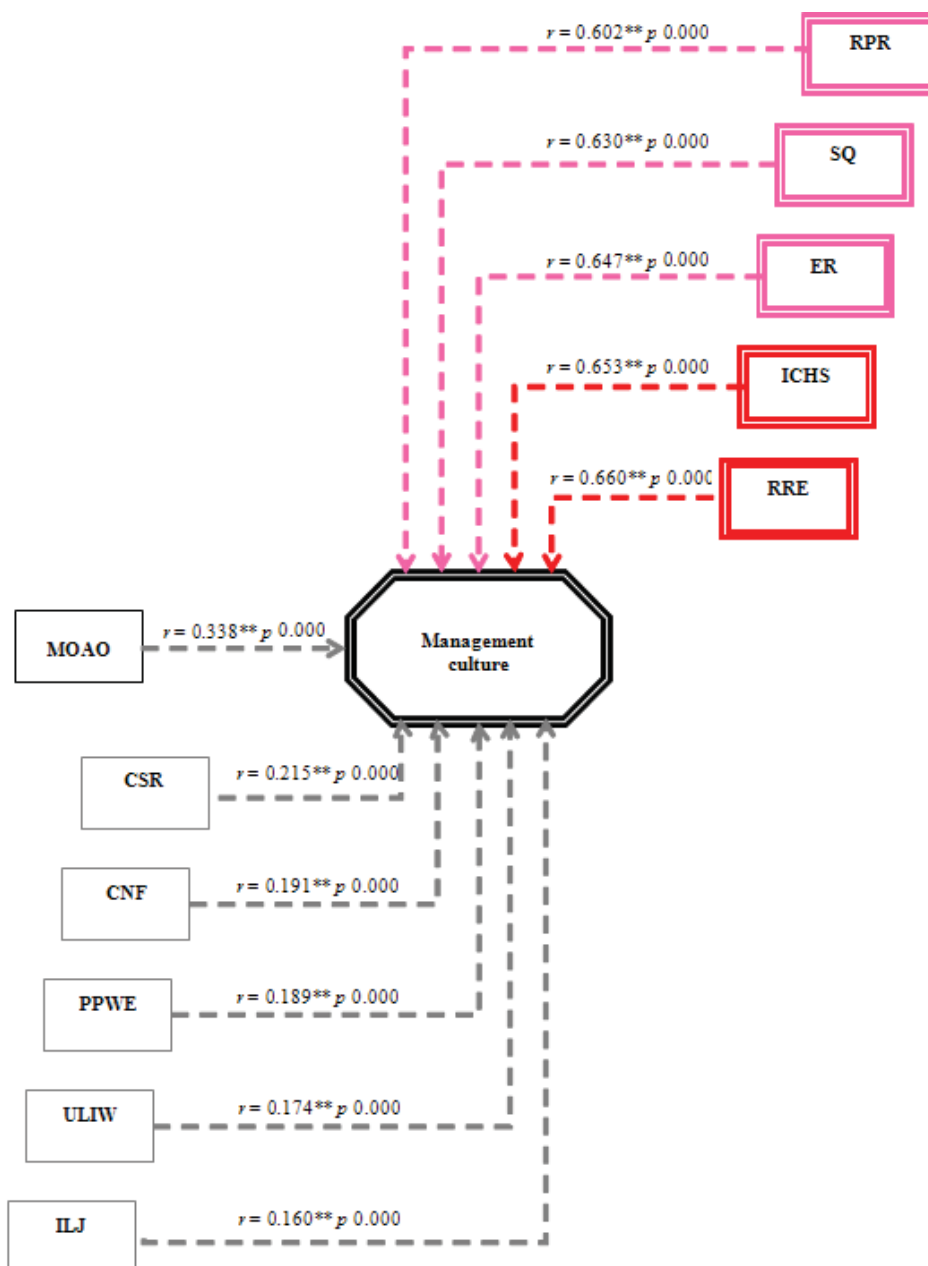 r = 0.602** p 0.000
RPR
r = 0.630** p 0.000
SQ
r = 0.647** p 0.000
ER
r = 0.653** p 0.000
ICHS
r = 0.660** p 0.000
RRE
MOAO
r = 0.338** p 0.000
Management
culture
CSR
r = 0.215** p 0.000
CNF
r = 0.191** p 0.000
PPWE
r = 0.189** p 0.000
ULIW
r = 0.174** p 0.000
ILJ
r = 0.160** p 0.000